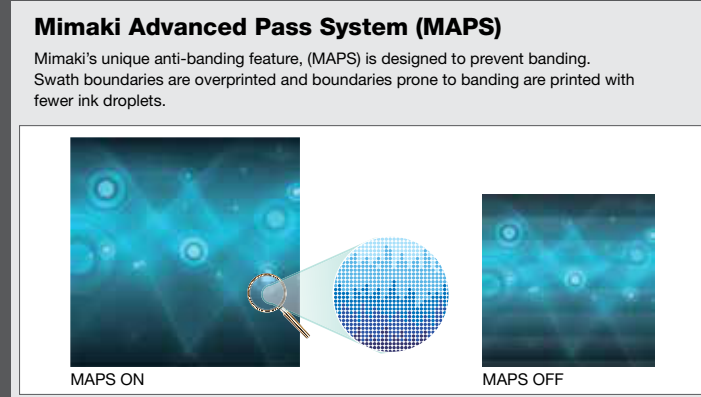 Mimaki Advanced Pass System (MAPS)
Mimaki's unique anti-banding feature, (MAPS) is designed to prevent banding.
Swath boundaries are overprinted and boundaries prone to banding are printed with
fewer ink droplets.
MAPS ON
MAPS OFF